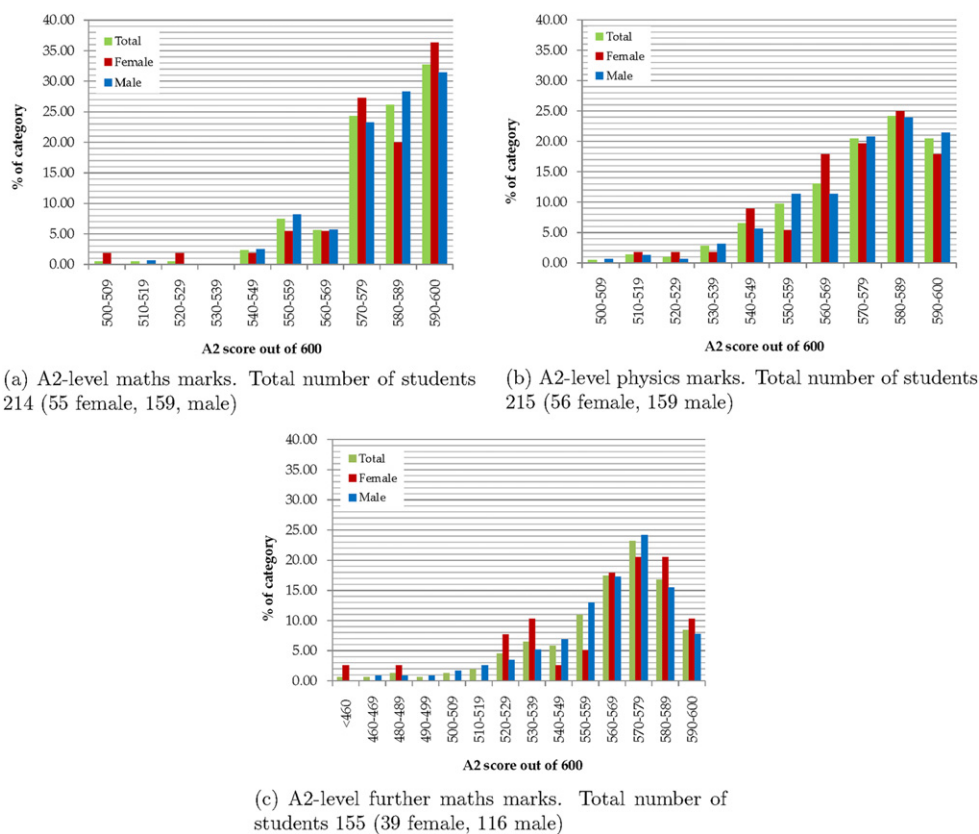 40.00
35.00
30.00
25.00
20.00
15.00
10.00
5.00
0.00
% of category
Total
Female
Male
500-509
510-519
520-529
530-539
540-549
550-559
560-569
570-579
580-589
590-600
A2 score out of 600
(a) A2-level maths marks. Total number of students
214 (55 female, 159, male)
40.00
35.00
30.00
25.00
20.00
15.00
10.00
5.00
0.00
% of category
Total
Female
Male
500-509
510-519
520-529
530-539
540-549
550-559
560-569
570-579
580-589
590-600
A2 score out of 600
(b) A2-level physics marks. Total number of students
215 (56 female, 159 male)
40.00
35.00
30.00
25.00
20.00
15.00
10.00
5.00
0.00
% of category
Total
Female
Male
<460
460-469
480-489
490-499
500-509
510-519
520-529
530-539
540-549
550-559
560-569
570-579
580-589
590-600
A2 score out of 600
(c) A2-level further maths marks. Total number of
students 155 (39 female, 116 male)